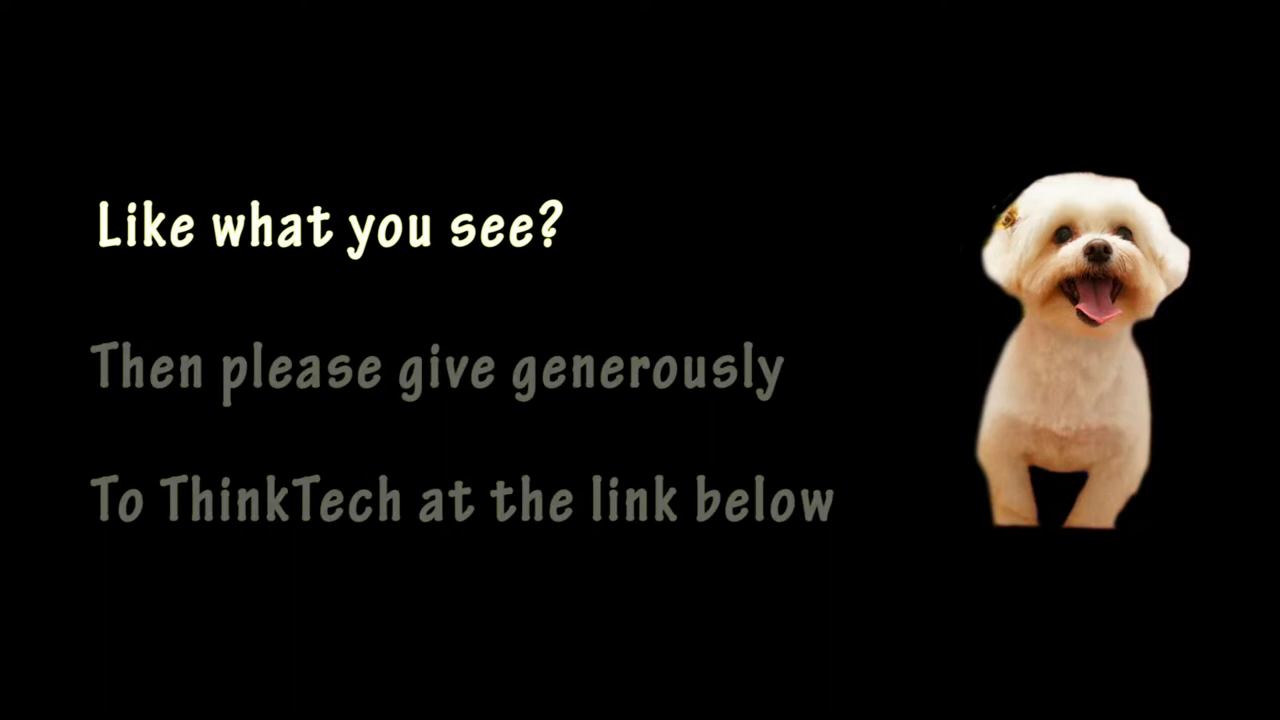 Like what you see?
Then please give generously
To ThinkTech at the link below